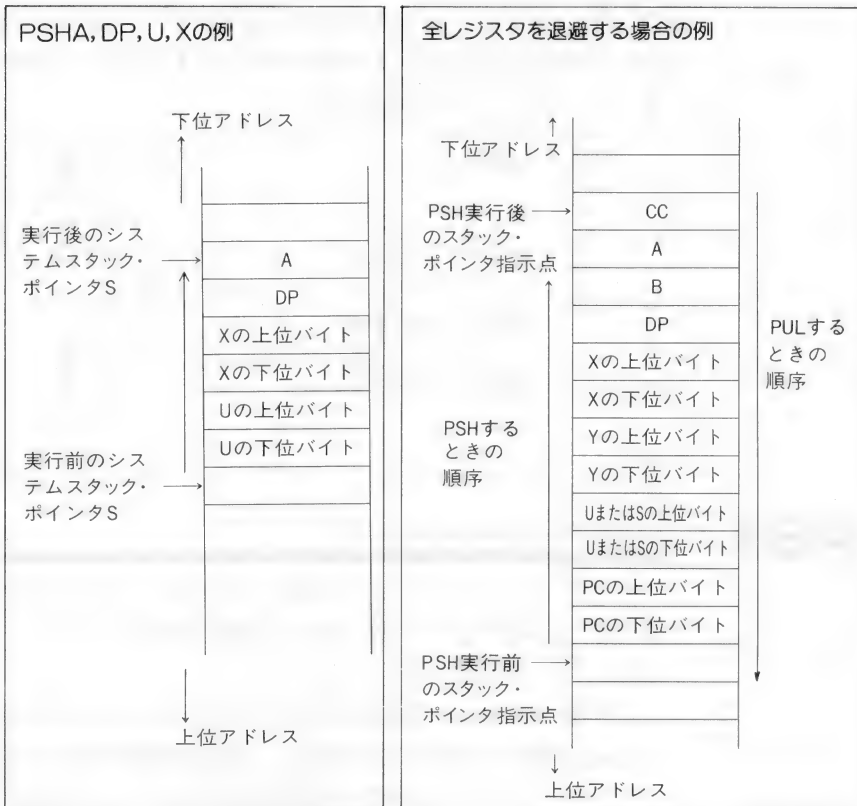 PSHA, DP, U, Xの例
下位アドレス
実行後のシス
テムスタック・
ポインタS
A
DP
Xの上位バイト
Xの下位バイト
Uの上位バイト
Uの下位バイト
実行前のシス
テムスタック・
ポインタS
上位アドレス
全レジスタを退避する場合の例
下位アドレス
PSH実行後
のスタック・
ポインタ指示点
CC
A
B
DP
Xの上位バイト
Xの下位バイト
Yの上位バイト
Yの下位バイト
UまたはSの上位バイト
UまたはSの下位バイト
PCの上位バイト
PCの下位バイト
PSHする
ときの
順序
PULする
ときの
順序
PSH実行前
のスタック・
ポインタ指示点
上位アドレス